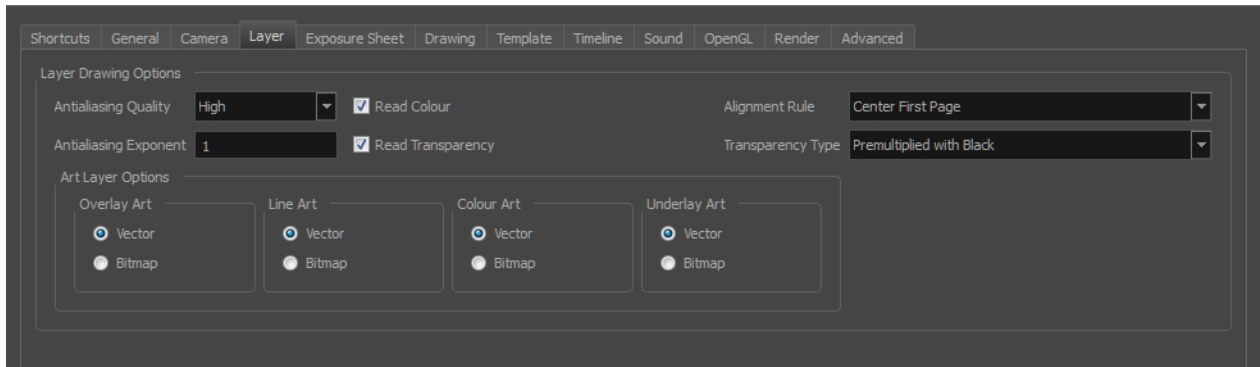 Shortcuts General Camera Layer Exposure Sheet Drawing Template Timeline Sound OpenGL Render Advanced
Layer Drawing Options
Antialiasing Quality High Read Colour Alignment Rule Center First Page
Antialiasing Exponent 1 Read Transparency Transparency Type Premultiplied with Black
Art Layer Options
Overlay Art Line Art Colour Art Underlay Art
Vector Vector Vector Vector
Bitmap Bitmap Bitmap Bitmap